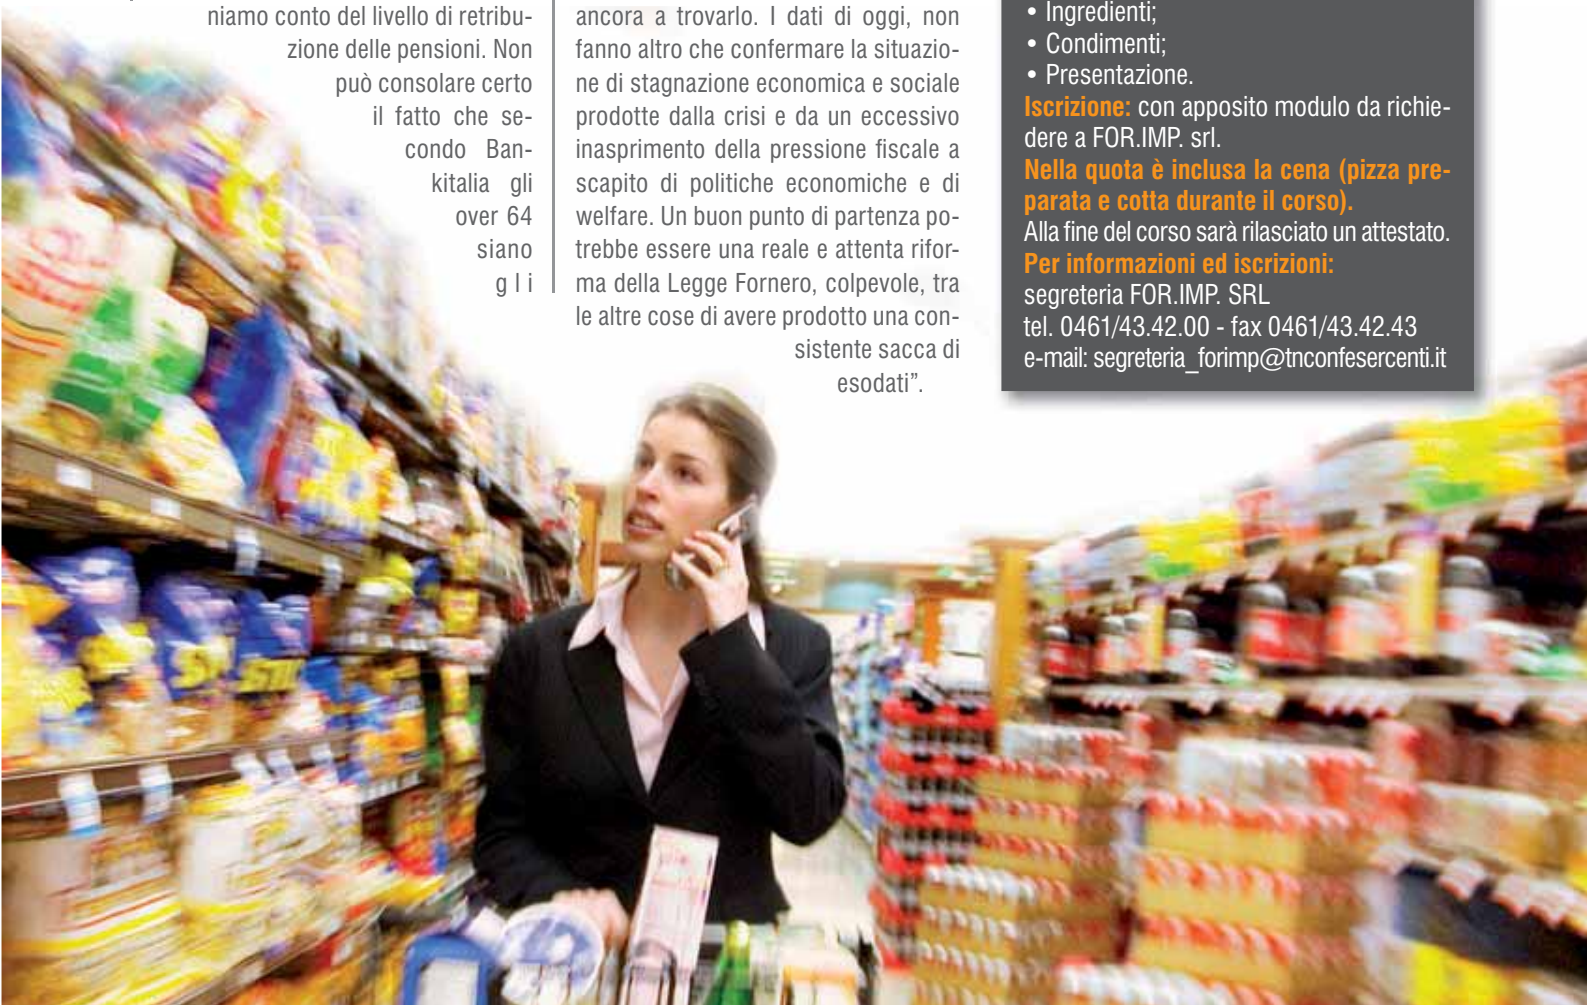 niamo conto del livello di retribu-
zione delle pensioni. Non
può consolare certo
il fatto che se-
condo Ban-
kitalia gli
over 64
siano
gli
ancora a trovarlo. I dati di oggi, non
fanno altro che confermare la situazio-
ne di stagnazione economica e sociale
prodotte dalla crisi e da un eccessivo
inasprimento della pressione fiscale a
scapito di politiche economiche e di
welfare. Un buon punto di partenza po-
trebbe essere una reale e attenta rifor-
ma della Legge Fornero, colpevole, tra
le altre cose di avere prodotto una con-
sistente sacca di
esodati”.
• Ingredienti;
• Condimenti;
• Presentazione.
Iscrizione: con apposito modulo da richie-
dere a FOR.IMP. srl.
Nella quota è inclusa la cena (pizza pre-
parata e cotta durante il corso).
Alla fine del corso sarà rilasciato un attestato.
Per informazioni ed iscrizioni:
segreteria FOR.IMP. SRL
tel. 0461/43.42.00 - fax 0461/43.42.43
e-mail: segreteria_forimp@tnconfesercenti.it